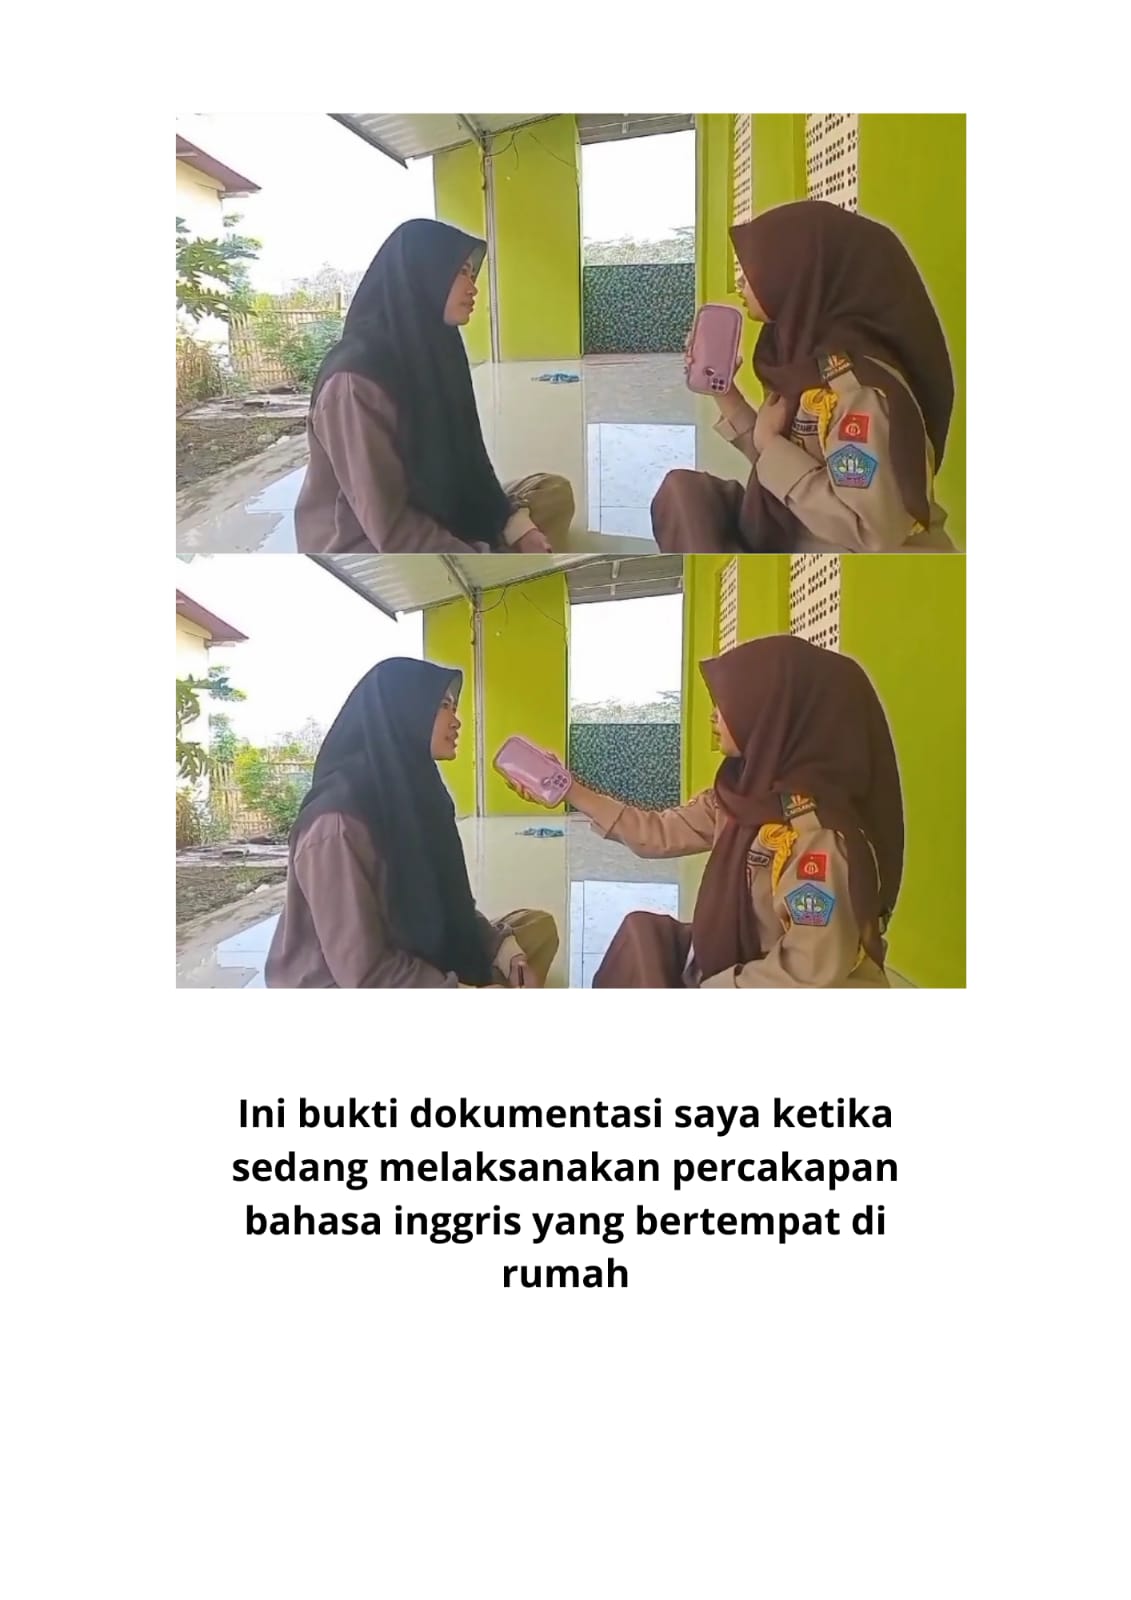 Ini bukti dokumentasi saya ketika
sedang melaksanakan percakapan
bahasa inggris yang bertempat di
rumah